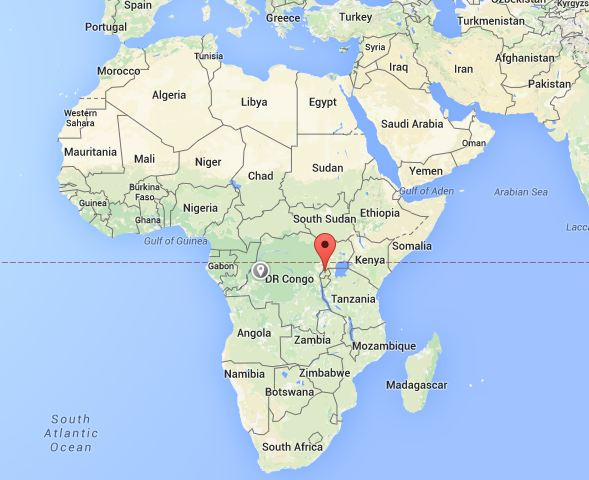 Spain
Portugal
Greece
Turkey
Turkmenistan
Kyrgyzs
Tunisia
Syria
Iraq
Iran
Afghanistan
Morocco
Pakistan
Algeria
Libya
Egypt
Western
Sahara
Saudi Arabia
Oman
Mauritania
Mali
Niger
Chad
Sudan
Yemen
Gulf of Aden
Arabian Sea
Burkina
Faso
Guinea
Ghana
Nigeria
South Sudan
Ethiopia
Lacca
Gulf of Guinea
Somalia
Gabon
Kenya
DR Congo
Tanzania
Angola
Zambia
Mozambique
Namibia
Zimbabwe
Botswana
Madagascar
South
Atlantic
Ocean
South Africa